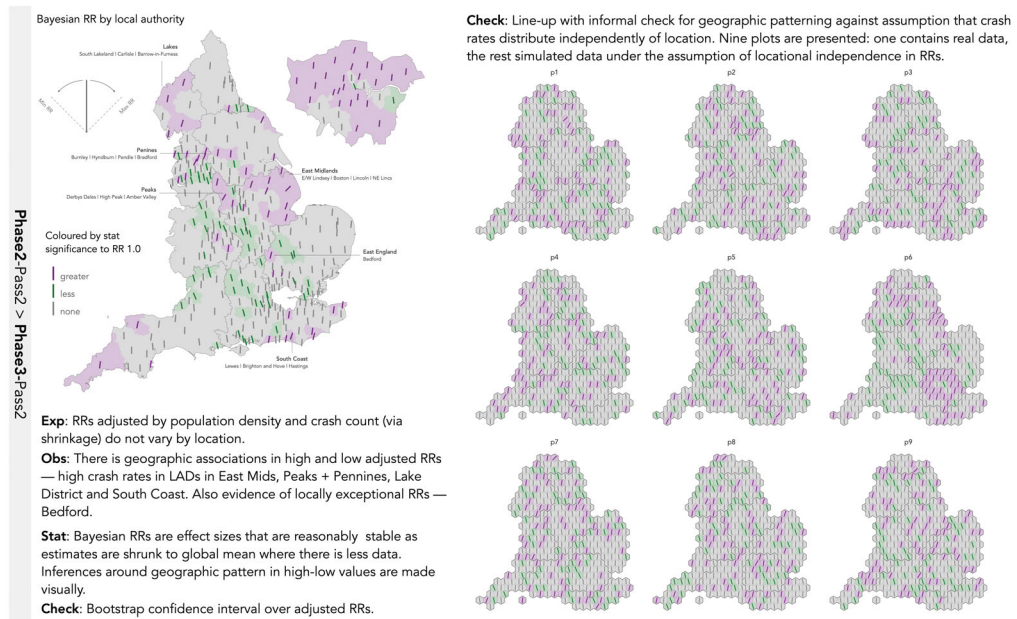 Phase2-Pass2 > Phase3-Pass2
Bayesian RR by local authority
Lakes
South Lakeland | Carlisle | Barrow-in-Furness
Min RR
Max RR
Penines
Burnley | Hyndburn | Pendle | Bradford
Peaks
Derbys Dales | High Peak | Amber Valley
East Midlands
E/W Lindsey | Boston | Lincoln | NE Lincs
Coloured by stat
significance to RR 1.0
greater
less
none
East England
Bedford
South Coast
Lewes | Brighton and Hove | Hastings
Exp: RRs adjusted by population density and crash count (via
shrinkage) do not vary by location.
Obs: There is geographic associations in high and low adjusted RRs
— high crash rates in LADs in East Mids, Peaks + Pennines, Lake
District and South Coast. Also evidence of locally exceptional RRs —
Bedford.
Stat: Bayesian RRs are effect sizes that are reasonably stable as
estimates are shrunk to global mean where there is less data.
Inferences around geographic pattern in high-low values are made
visually.
Check: Bootstrap confidence interval over adjusted RRs.
Check: Line-up with informal check for geographic patterning against assumption that crash
rates distribute independently of location. Nine plots are presented: one contains real data,
the rest simulated data under the assumption of locational independence in RRs.
p1
p2
p3
p4
p5
p6
p7
p8
p9